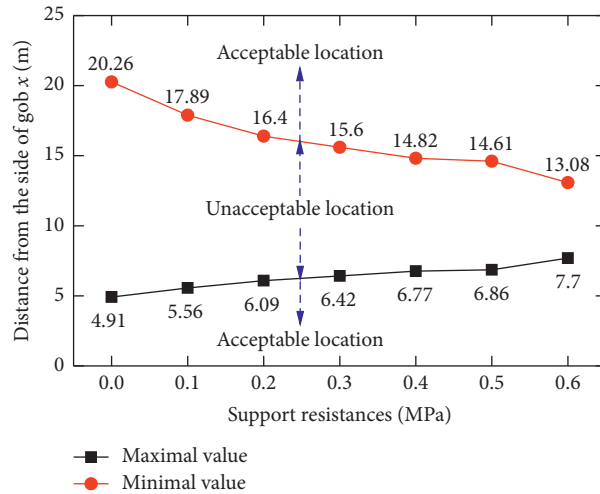 25
20
15
10
5
0
Distance from the side of gob x (m)
Acceptable location
20.26
17.89
16.4
15.6
14.82
14.61
13.08
Unacceptable location
4.91
5.56
6.09
6.42
6.77
6.86
7.7
Acceptable location
0.0 0.1 0.2 0.3 0.4 0.5 0.6
Support resistances (MPa)
Maximal value
Minimal value